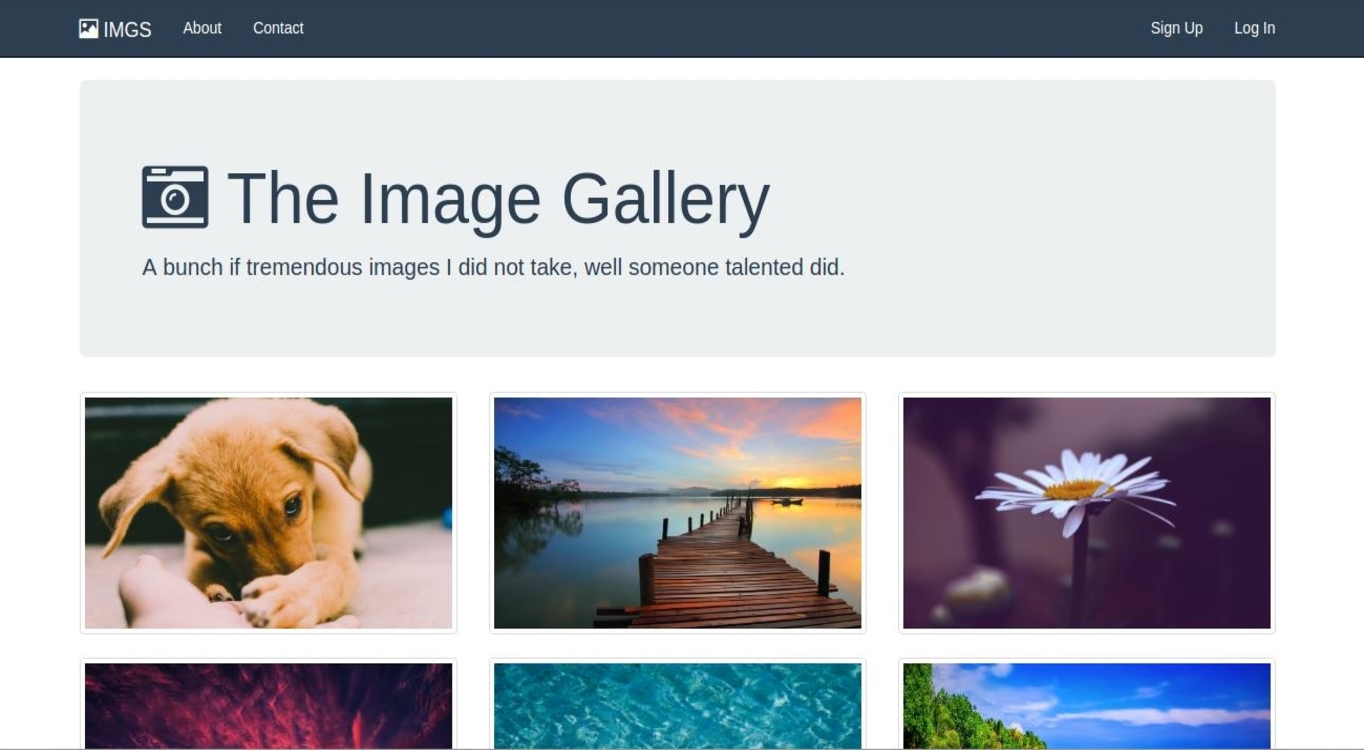 IMGS About Contact Sign Up Log In
The Image Gallery
A bunch if tremendous images I did not take, well someone talented did.